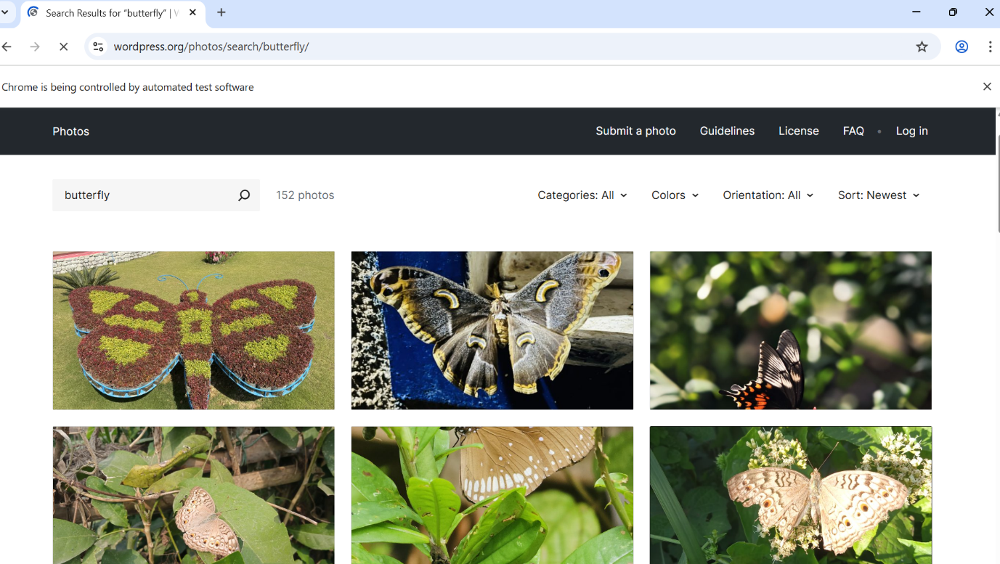 Search Results for “butterfly” |
wordpress.org/photos/search/butterfly/
Chrome is being controlled by automated test software
Photos
Submit a photo
Guidelines
License
FAQ
•
Log in
butterfly
152 photos
Categories: All
Colors
Orientation: All
Sort: Newest